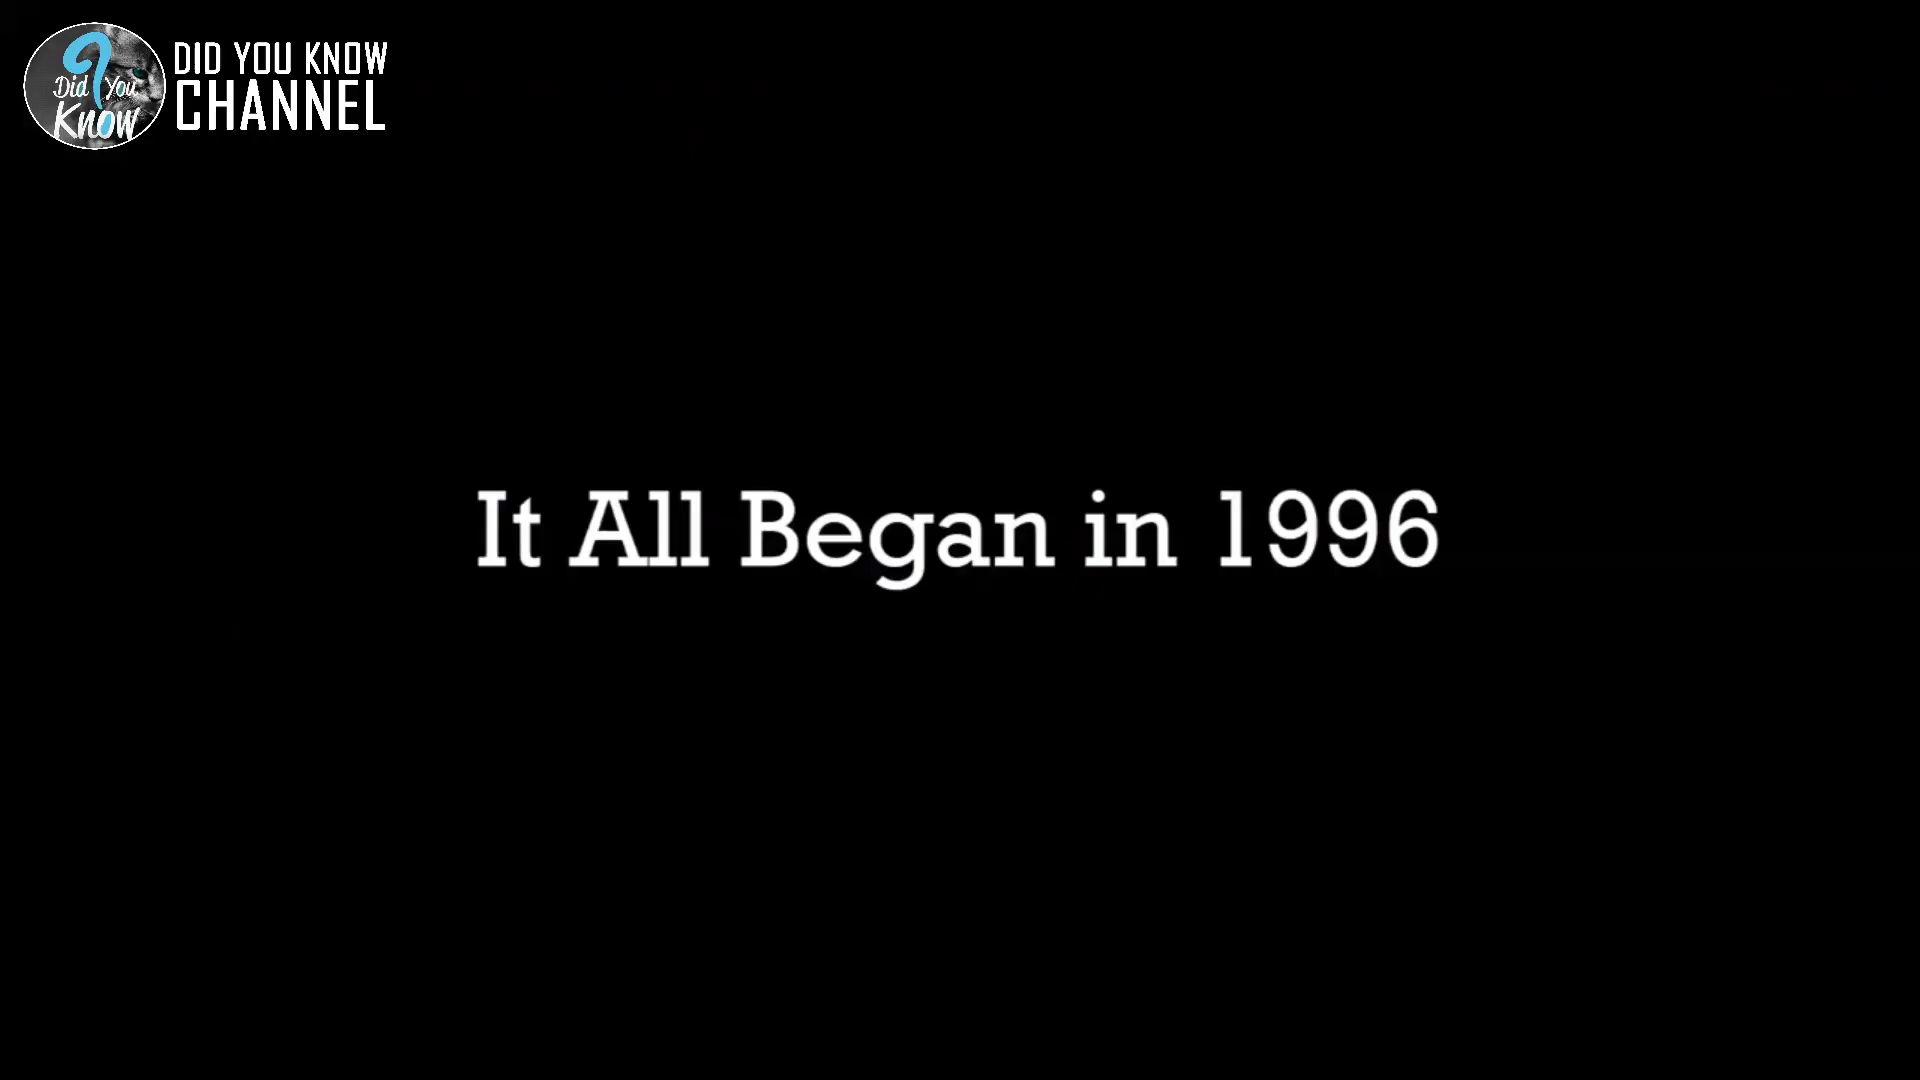 Did You
Know
DID YOU KNOW
CHANNEL
It All Began in 1996